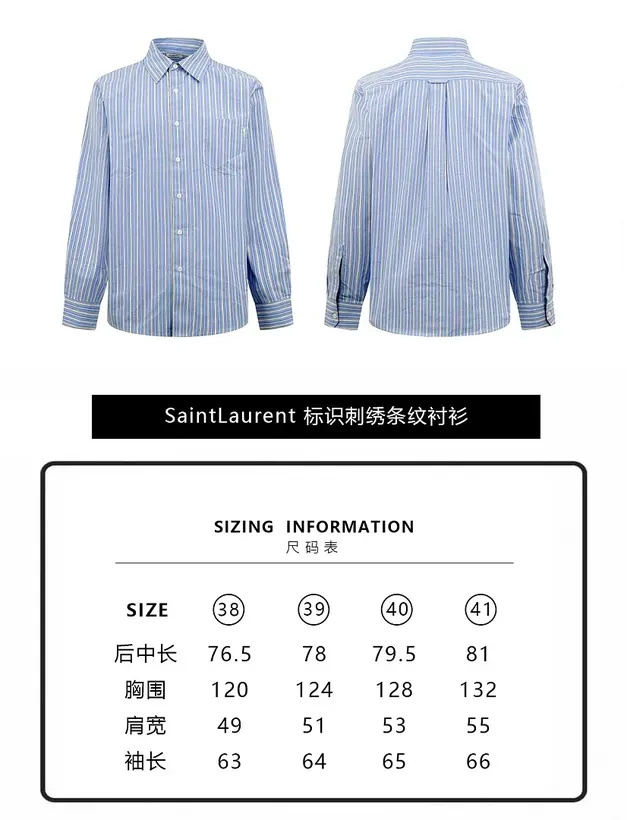 SaintLaurent 标识刺绣条纹衬衫
SIZING INFORMATION
尺码表
SIZE 38 39 40 41
后中长 76.5 78 79.5 81
胸围 120 124 128 132
肩宽 49 51 53 55
袖长 63 64 65 66